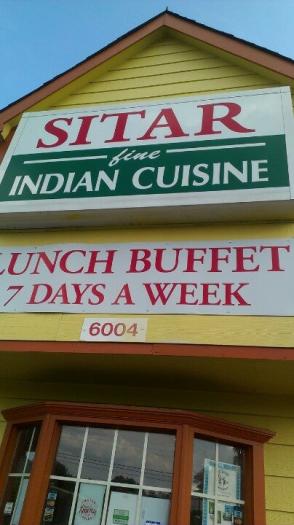 SITAR
fine
INDIAN CUISINE
LUNCH BUFFET
7 DAYS A WEEK
6004